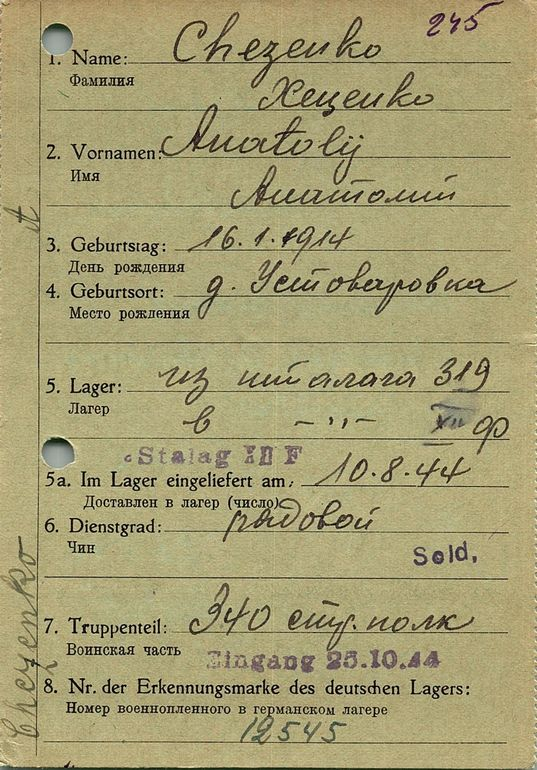 245
1. Name: Chezenko
Фамилия
Хеценко
2. Vornamen: Anatolij
Имя
Анатолий
3. Geburtstag: 16.1.1914
День рождения
4. Geburtsort: д. Устоваровка
Место рождения
5. Lager: из шталага 319
Лагер
в -"- XII ф
Stalag XII F
5a. Im Lager eingeliefert am: 10.8.44
Доставлен в лагер (число)
6. Dienstgrad: рядовой
Чин
Sold.
7. Truppenteil: 340 стр. полк
Воинская часть
Eingang 25.10.44
8. Nr. der Erkennungsmarke des deutschen Lagers:
Номер военнопленного в германском лагере
12545
Chezenko A